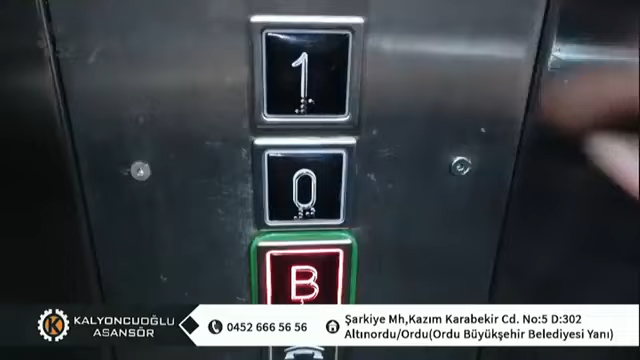 1
0
B
KALYONCUOĞLU
ASANSÖR
0452 666 56 56
Şarkiye Mh,Kazım Karabekir Cd. No:5 D:302
Altınordu/Ordu(Ordu Büyükşehir Belediyesi Yanı)